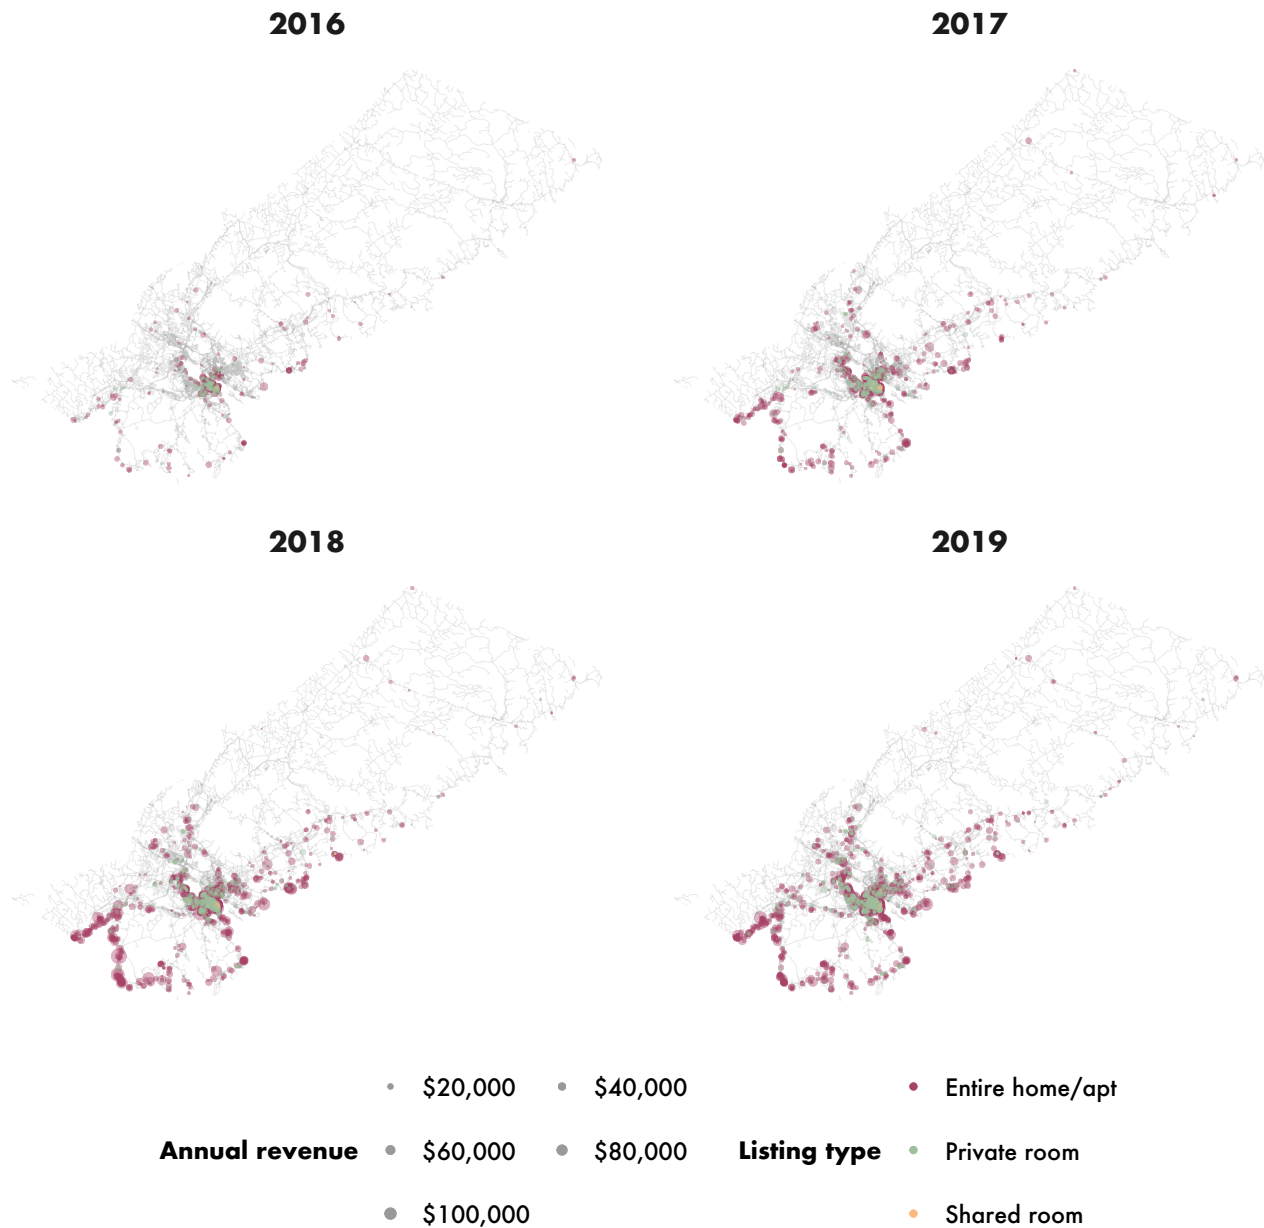 2016
2017
2018
2019
$20,000 $40,000 Entire home/apt
Annual revenue $60,000 $80,000 Listing type Private room
$100,000 Shared room